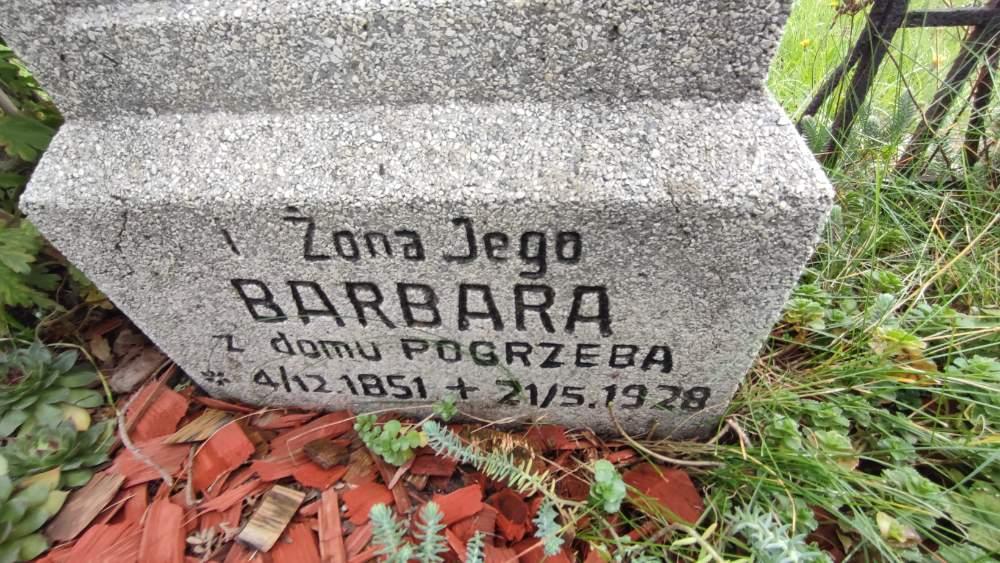 i Żona Jego
BARBARA
z domu POGRZEBA
* 4/12.1851 + 21/5.1928